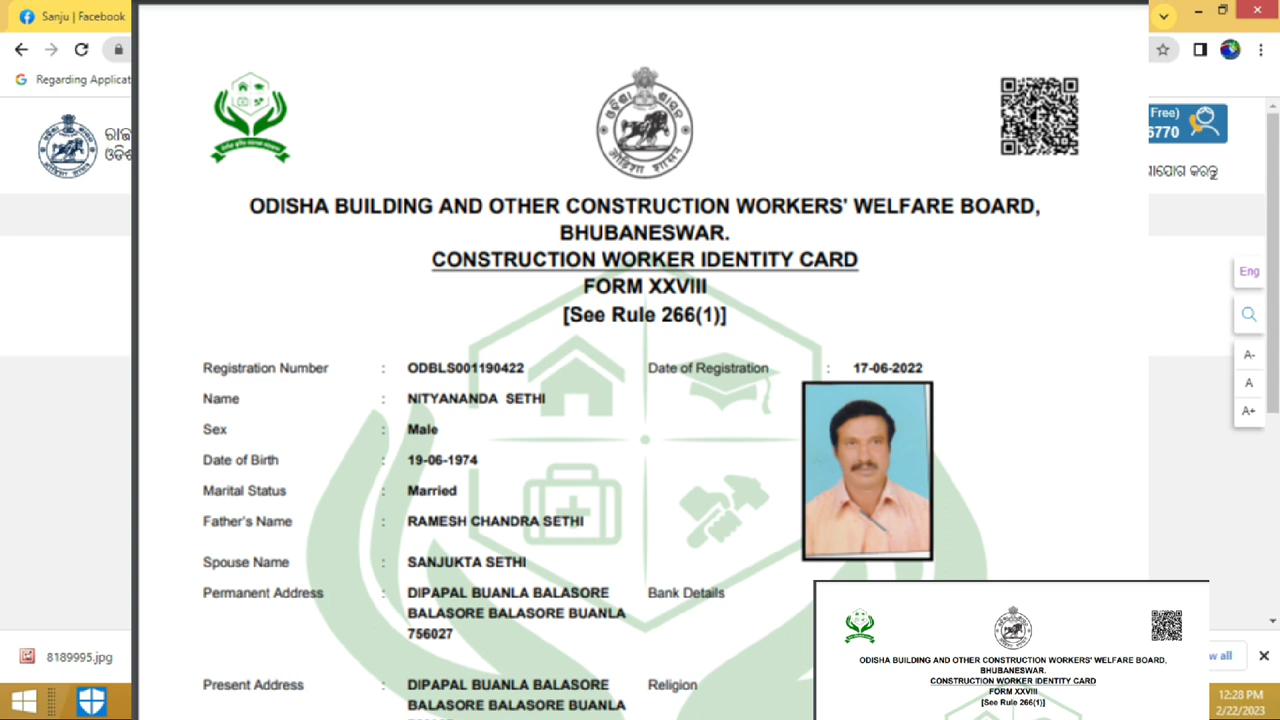 Sanju | Facebook
Regarding Applicat
ରାଜ
ଓଡିଶ
Free)
6770
ଯାଯୋଗ କରନ୍ତୁ
ODISHA BUILDING AND OTHER CONSTRUCTION WORKERS' WELFARE BOARD,
BHUBANESWAR.
CONSTRUCTION WORKER IDENTITY CARD
FORM XXVIII
[See Rule 266(1)]
Registration Number : ODBLS001190422 Date of Registration : 17-06-2022
Name : NITYANANDA SETHI
Sex : Male
Date of Birth : 19-06-1974
Marital Status : Married
Father's Name : RAMESH CHANDRA SETHI
Spouse Name : SANJUKTA SETHI
Permanent Address : DIPAPAL BUANLA BALASORE Bank Details
BALASORE BALASORE BUANLA
756027
Present Address : DIPAPAL BUANLA BALASORE Religion
BALASORE BALASORE BUANLA
Eng
A-
A
A+
ODISHA BUILDING AND OTHER CONSTRUCTION WORKERS' WELFARE BOARD,
BHUBANESWAR.
CONSTRUCTION WORKER IDENTITY CARD
FORM XXVIII
[See Rule 266(1)]
8189995.jpg
w all
12:28 PM
2/22/2023